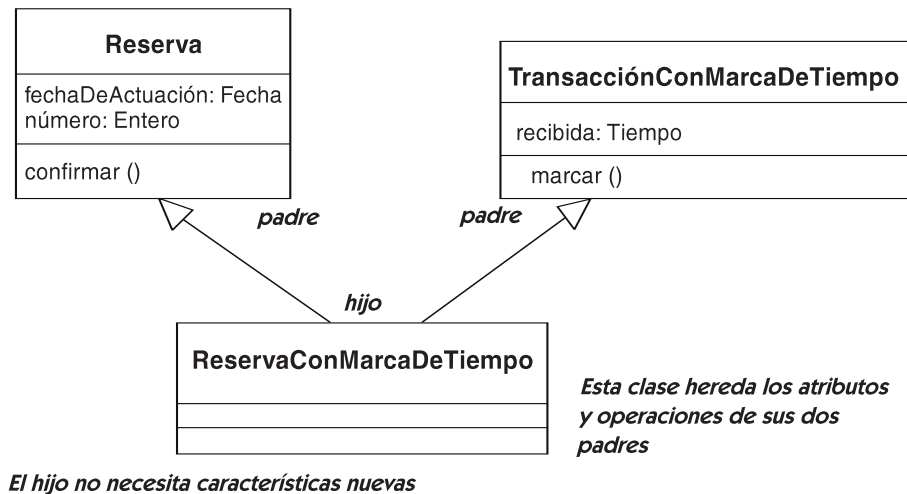 Reserva
fechaDeActuación: Fecha
número: Entero
confirmar ()
TransacciónConMarcaDeTiempo
recibida: Tiempo
marcar ()
padre
padre
hijo
ReservaConMarcaDeTiempo
Esta clase hereda los atributos
y operaciones de sus dos
padres
El hijo no necesita características nuevas